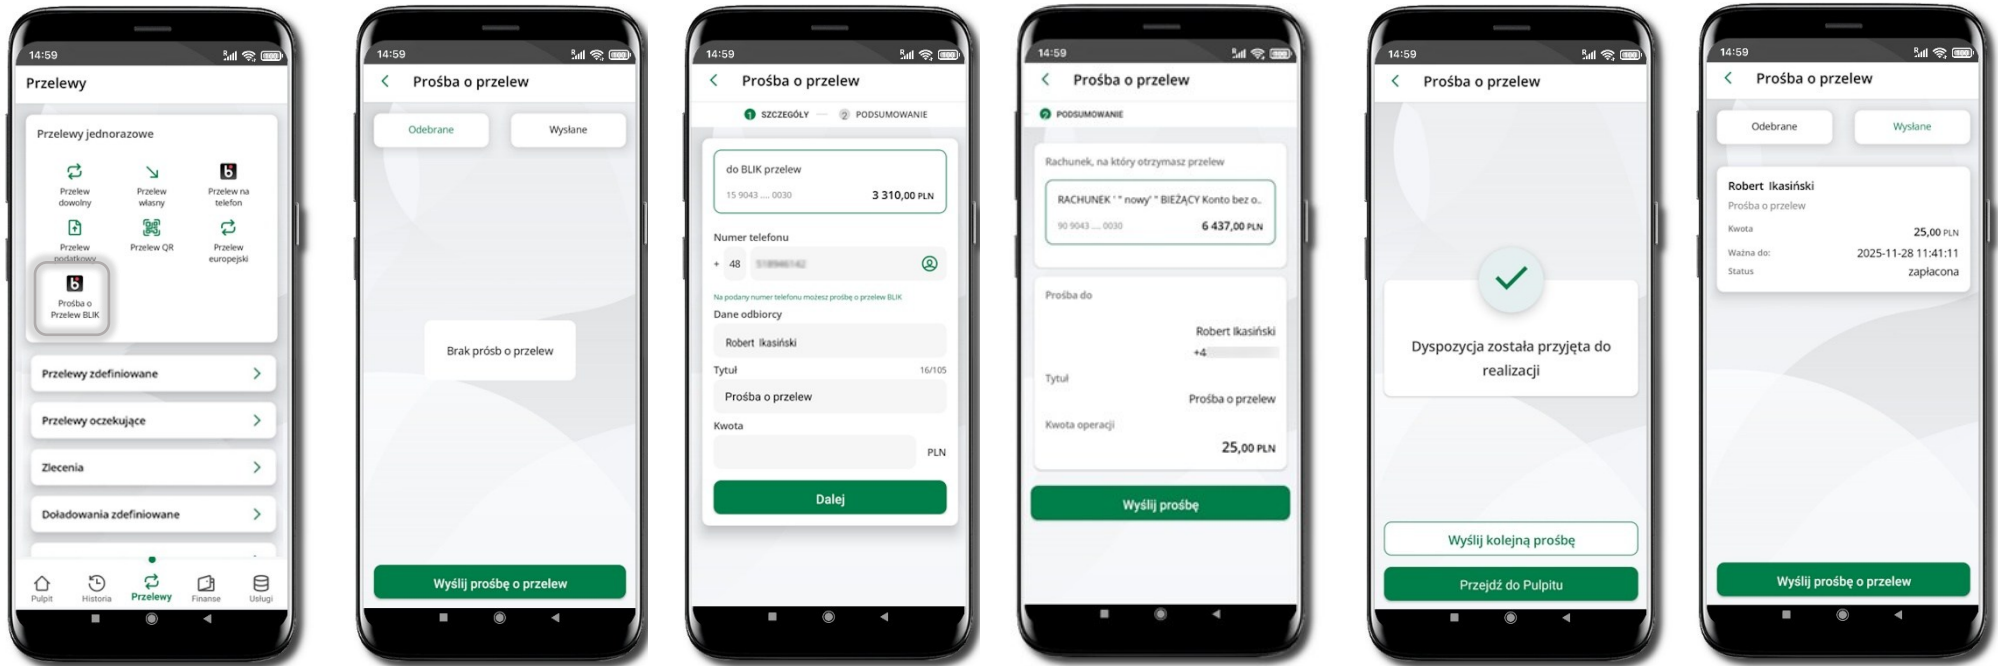 14:59
Przelewy
Przelewy jednorazowe
Przelew dowolny
Przelew własny
Przelew na telefon
Przelew podatkowy
Przelew QR
Przelew europejski
Prośba o
Przelew BLIK
Przelewy zdefiniowane
Przelewy oczekujące
Zlecenia
Doładowania zdefiniowane
Pulpit
Historia
Przelewy
Finanse
Usługi
14:59
Prośba o przelew
Odebrane
Wysłane
Brak próśb o przelew
Wyślij prośbę o przelew
14:59
Prośba o przelew
1 SZCZEGÓŁY
2 PODSUMOWANIE
do BLIK przelew
15 9043 .... 0030
3 310,00 PLN
Numer telefonu
+ 48
Na podany numer telefonu możesz prośbę o przelew BLIK
Dane odbiorcy
Robert Ikasiński
Tytuł
16/105
Prośba o przelew
Kwota
PLN
Dalej
14:59
Prośba o przelew
2 PODSUMOWANIE
Rachunek, na który otrzymasz przelew
RACHUNEK ' " nowy' " BIEŻĄCY Konto bez o..
90 9043 .... 0030
6 437,00 PLN
Prośba do
Robert Ikasiński
+4
Tytuł
Prośba o przelew
Kwota operacji
25,00 PLN
Wyślij prośbę
14:59
Prośba o przelew
Dyspozycja została przyjęta do
realizacji
Wyślij kolejną prośbę
Przejdź do Pulpitu
14:59
Prośba o przelew
Odebrane
Wysłane
Robert Ikasiński
Prośba o przelew
Kwota
25,00 PLN
Ważna do:
2025-11-28 11:41:11
Status
zapłacona
Wyślij prośbę o przelew